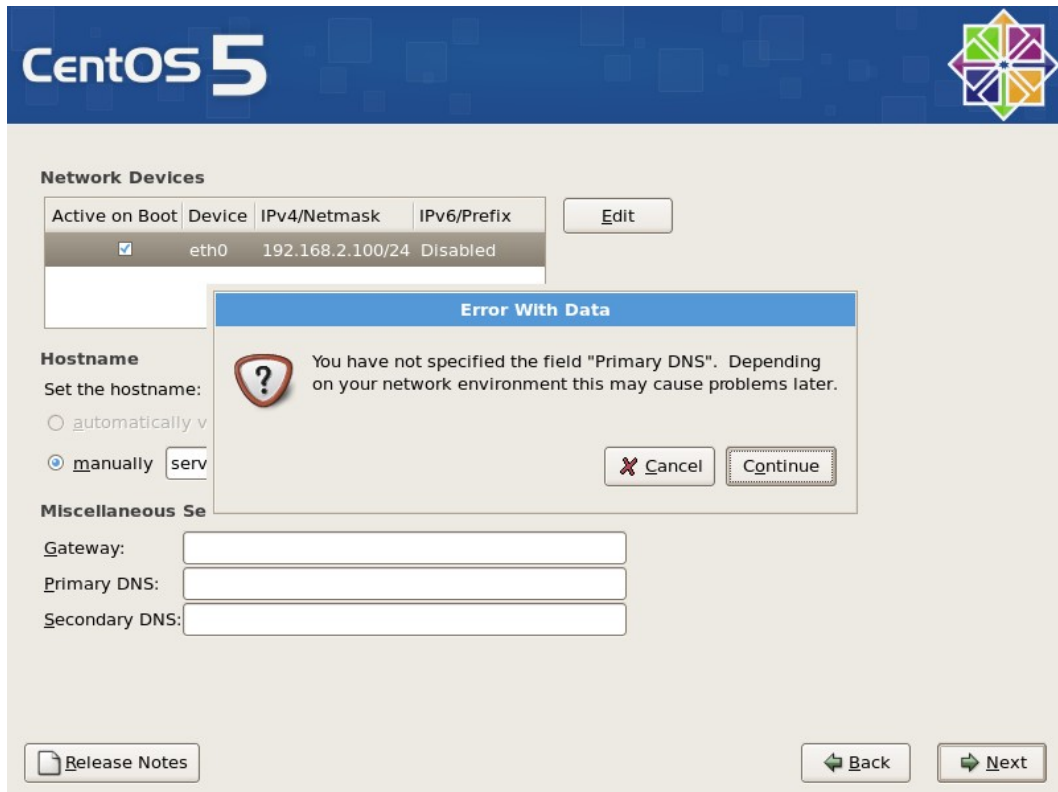 CentOS 5
Network Devices
Active on Boot Device IPv4/Netmask IPv6/Prefix
Edit
eth0 192.168.2.100/24 Disabled
Error With Data
You have not specified the field "Primary DNS".  Depending
on your network environment this may cause problems later.
Cancel Continue
Hostname
Set the hostname:
automatically v
manually serv
Miscellaneous Se
Gateway:
Primary DNS:
Secondary DNS:
Release Notes
Back
Next